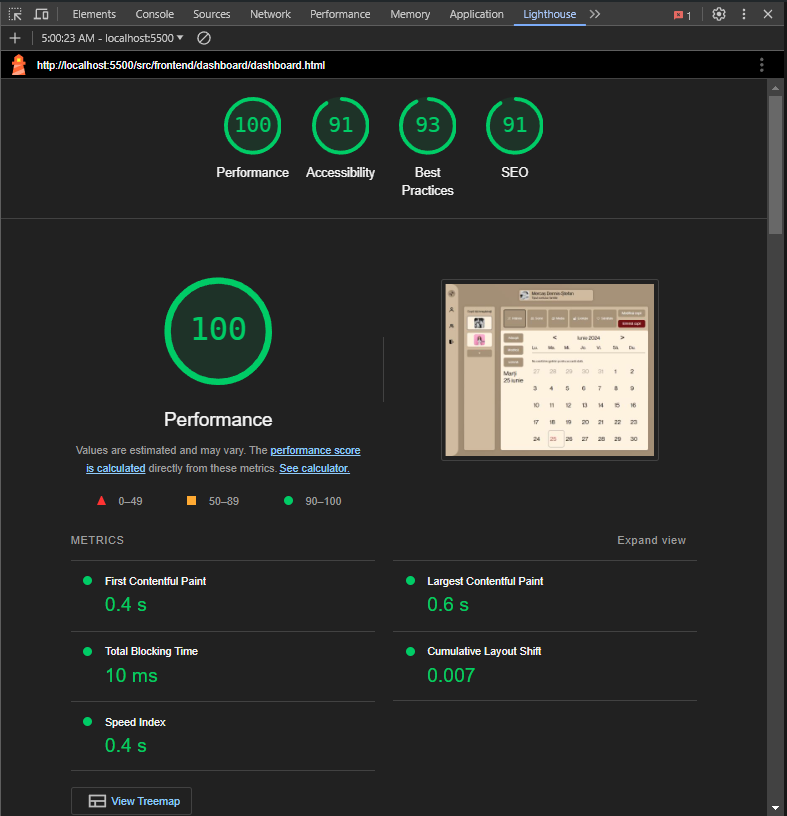 Elements Console Sources Network Performance Memory Application Lighthouse 1
5:00:23 AM - localhost:5500
http://localhost:5500/src/frontend/dashboard/dashboard.html
100 91 93 91
Performance Accessibility Best Practices SEO
100
Performance
Values are estimated and may vary. The performance score
is calculated directly from these metrics. See calculator.
0–49 50–89 90–100
Iunie 2024
Lu. Ma. Mi. Jo. Vi. Sâ. Du.
27 28 29 30 31 1 2
Marți
25 iunie
3 4 5 6 7 8 9
10 11 12 13 14 15 16
17 18 19 20 21 22 23
24 25 26 27 28 29 30
METRICS Expand view
First Contentful Paint
0.4 s
Largest Contentful Paint
0.6 s
Total Blocking Time
10 ms
Cumulative Layout Shift
0.007
Speed Index
0.4 s
View Treemap